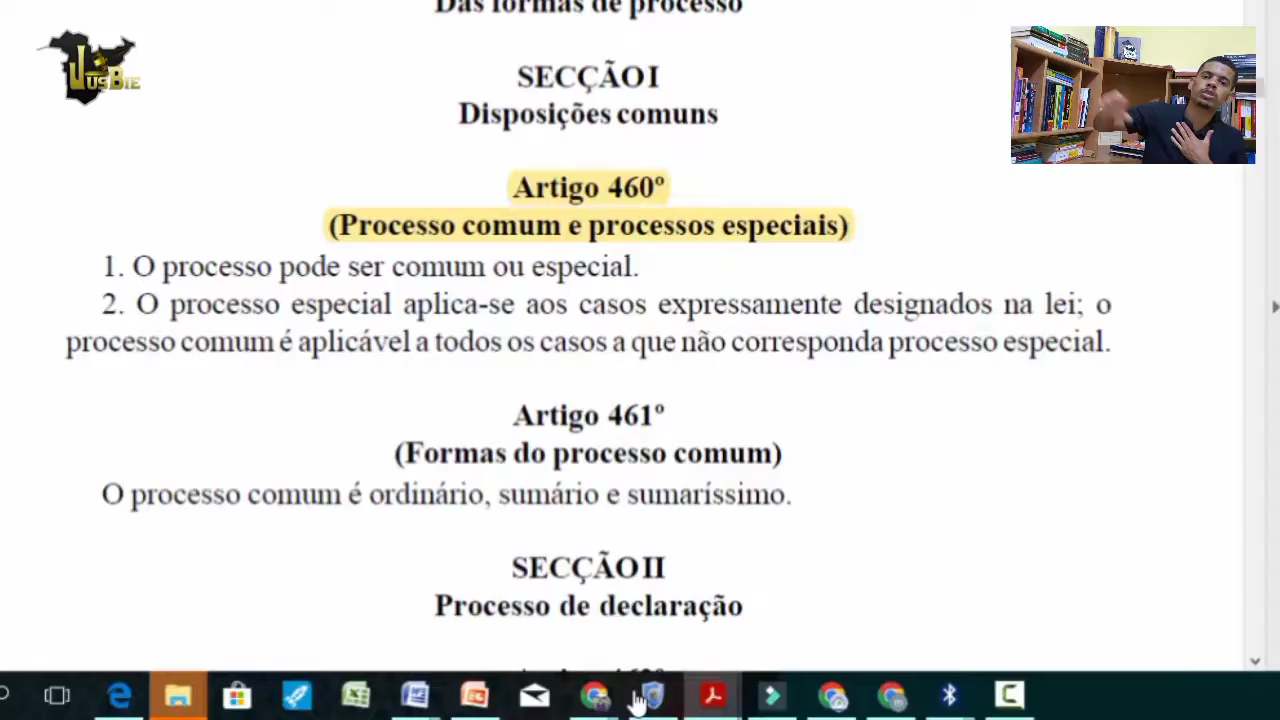 Das formas de processo
JusBie
SECÇÃO I
Disposições comuns
Artigo 460º
(Processo comum e processos especiais)
1. O processo pode ser comum ou especial.
2. O processo especial aplica-se aos casos expressamente designados na lei; o
processo comum é aplicável a todos os casos a que não corresponda processo especial.
Artigo 461º
(Formas do processo comum)
O processo comum é ordinário, sumário e sumaríssimo.
SECÇÃO II
Processo de declaração